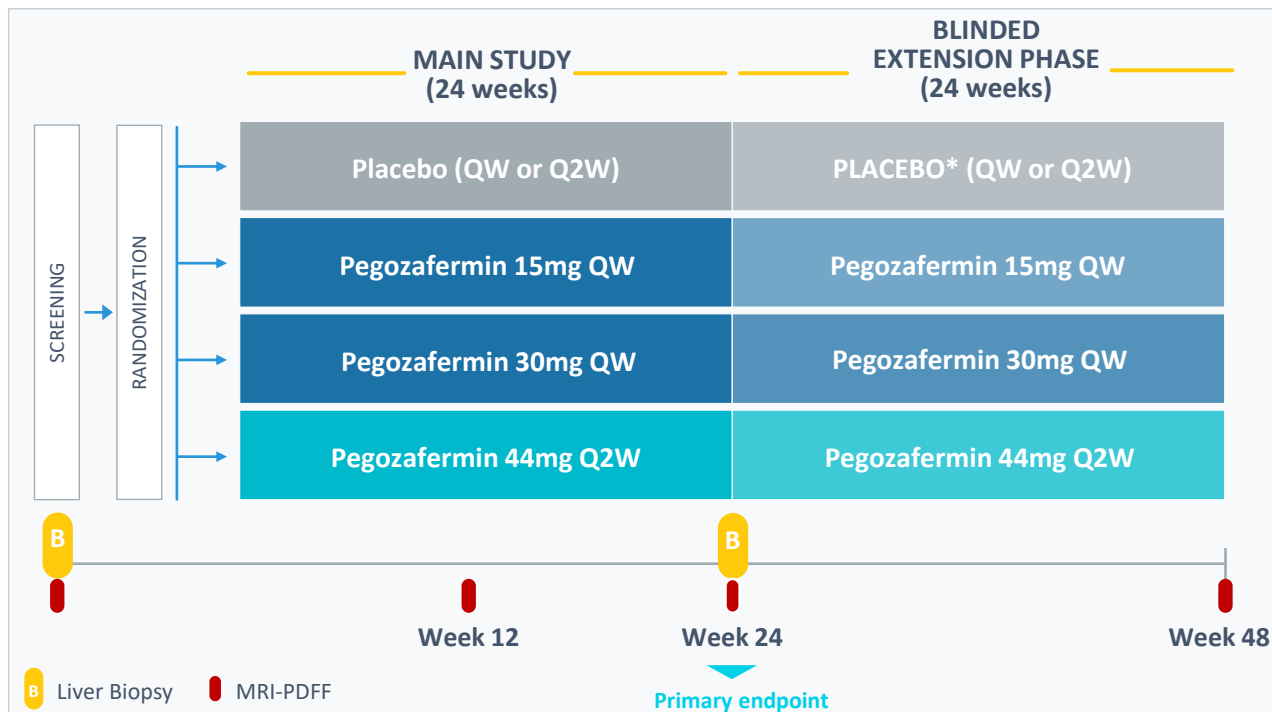 MAIN STUDY
(24 weeks)
BLINDED
EXTENSION PHASE
(24 weeks)
SCREENING
RANDOMIZATION
Placebo (QW or Q2W)
PLACEBO* (QW or Q2W)
Pegozafermin 15mg QW
Pegozafermin 15mg QW
Pegozafermin 30mg QW
Pegozafermin 30mg QW
Pegozafermin 44mg Q2W
Pegozafermin 44mg Q2W
B
B
Week 12
Week 24
Week 48
Primary endpoint
B
Liver Biopsy
MRI-PDFF